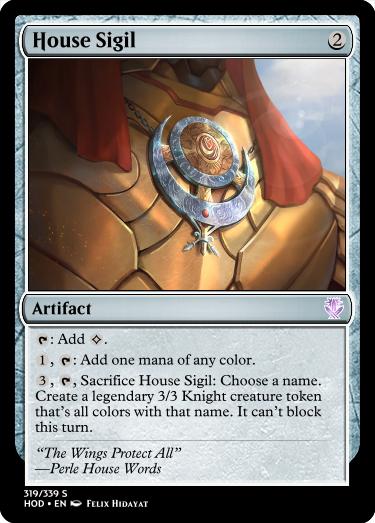 House Sigil 2
Artifact
: Add .
1, : Add one mana of any color.
3, , Sacrifice House Sigil: Choose a name.
Create a legendary 3/3 Knight creature token
that's all colors with that name. It can't block
this turn.
"The Wings Protect All"
—Perle House Words
319/339 S
HOD • EN Felix Hidayat